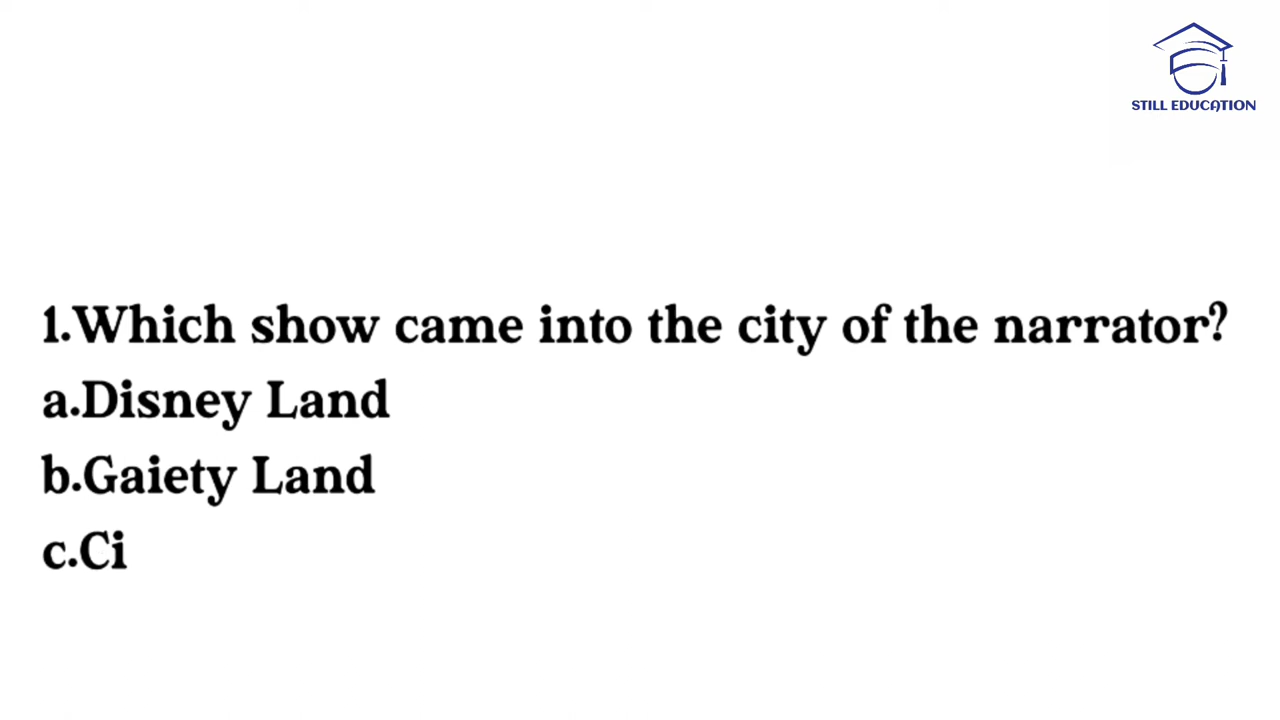 STILL EDUCATION
1.Which show came into the city of the narrator?
a.Disney Land
b.Gaiety Land
c.Ci